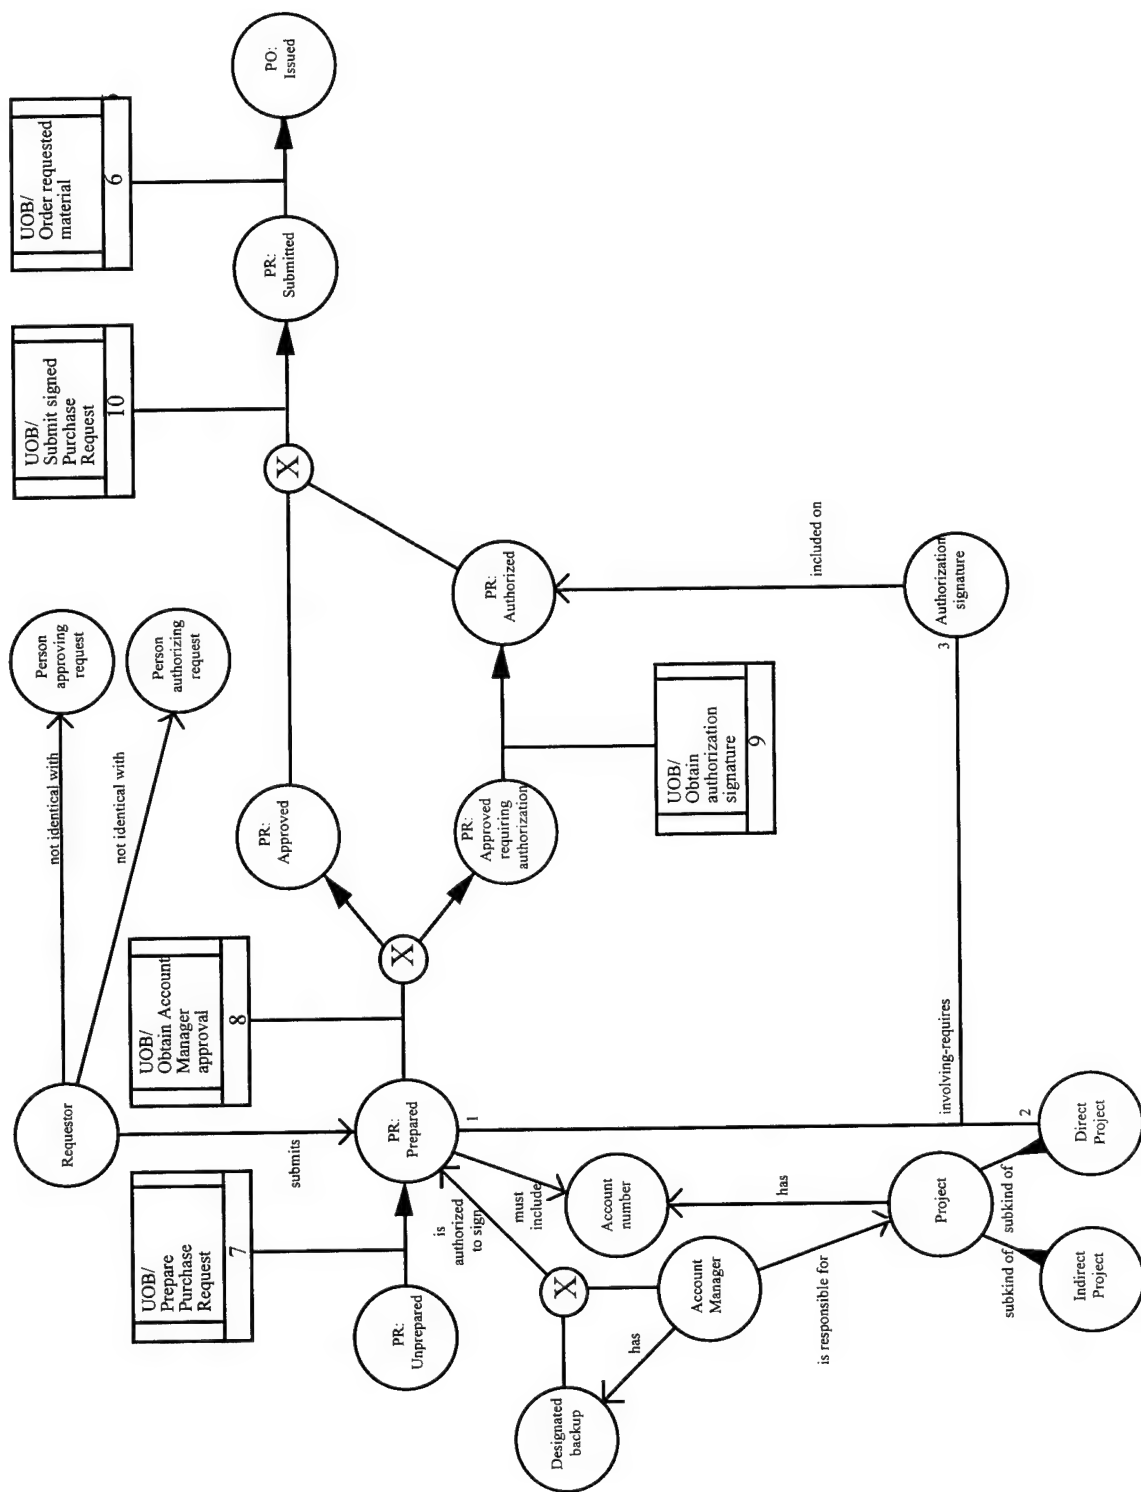 UOB/
Order requested
material
6
PO:
Issued
UOB/
Submit signed
Purchase
Request
10
PR:
Submitted
X
Person
approving
request
Person
authorizing
request
not identical with
not identical with
Requestor
submits
UOB/
Obtain Account
Manager
approval
8
X
PR:
Approved
PR:
Approved
requiring
authorization
PR:
Authorized
UOB/
Obtain
authorization
signature
9
included on
Authorization
signature
3
involving-requires
UOB/
Prepare
Purchase
Request
7
PR:
Unprepared
PR:
Prepared
1
is
authorized
to sign
must
include
Account
number
X
Designated
backup
has
Account
Manager
is responsible for
has
Project
subkind of
subkind of
2
Direct
Project
Indirect
Project